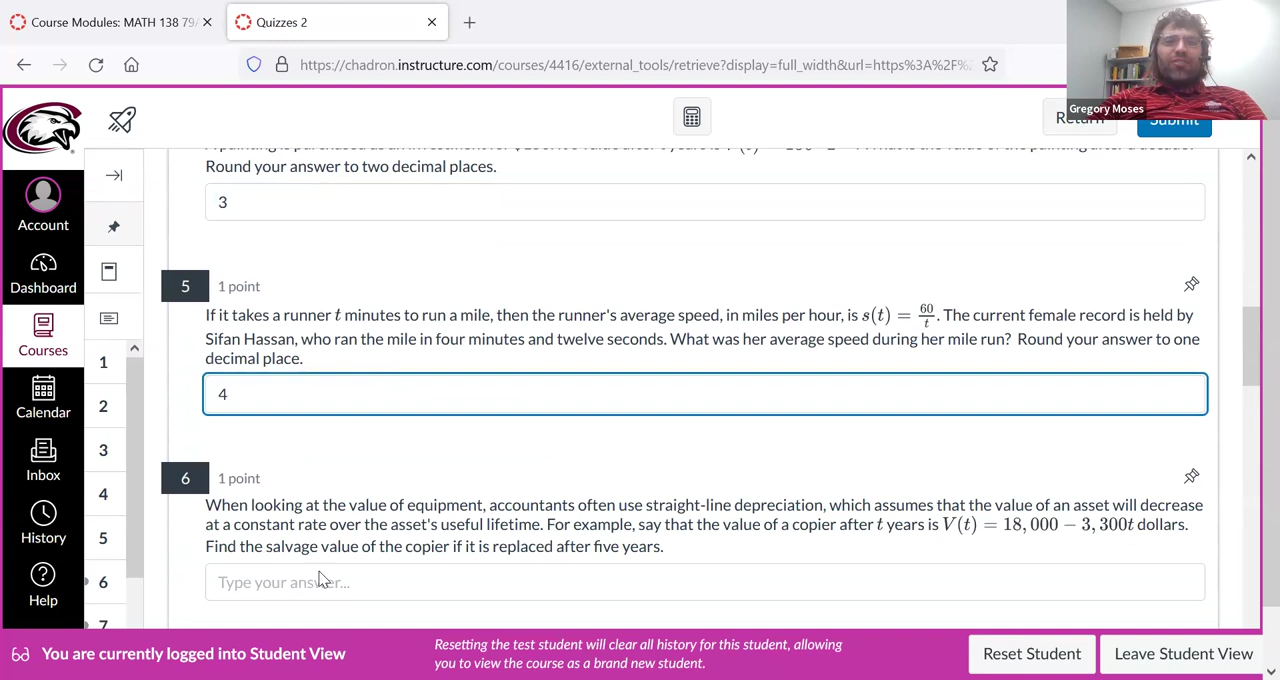 Course Modules: MATH 138 79
Quizzes 2
https://chadron.instructure.com/courses/4416/external_tools/retrieve?display=full_width&url=https%3A%2F%2
Gregory Moses
Return
Submit
Round your answer to two decimal places.
3
Account
Dashboard
Courses
Calendar
Inbox
History
Help
1
2
3
4
5
6
7
5
1 point
If it takes a runner t minutes to run a mile, then the runner's average speed, in miles per hour, is s(t) = 60/t. The current female record is held by
Sifan Hassan, who ran the mile in four minutes and twelve seconds. What was her average speed during her mile run? Round your answer to one
decimal place.
4
6
1 point
When looking at the value of equipment, accountants often use straight-line depreciation, which assumes that the value of an asset will decrease
at a constant rate over the asset's useful lifetime. For example, say that the value of a copier after t years is V(t) = 18,000 − 3,300t dollars.
Find the salvage value of the copier if it is replaced after five years.
Type your answer...
You are currently logged into Student View
Resetting the test student will clear all history for this student, allowing
you to view the course as a brand new student.
Reset Student
Leave Student View